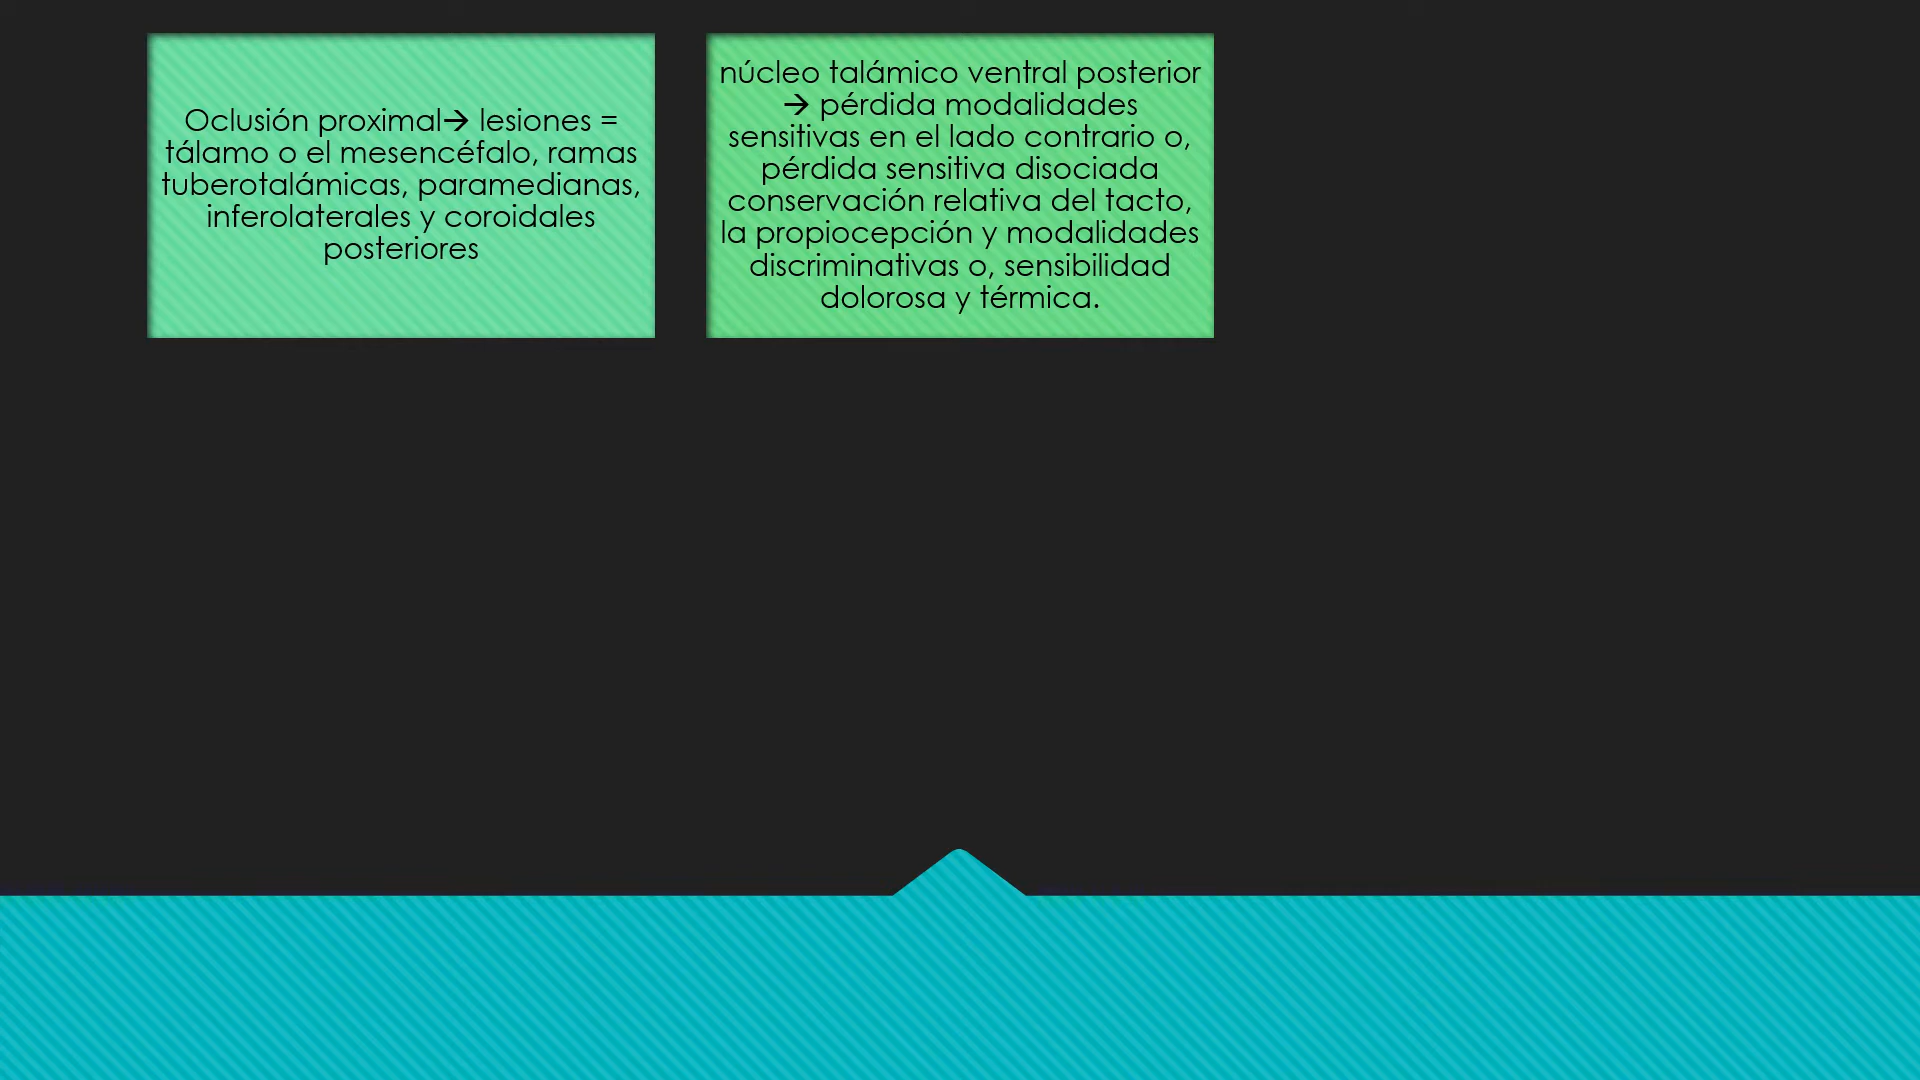 Oclusión proximal→ lesiones =
tálamo o el mesencéfalo, ramas
tuberotalámicas, paramedianas,
inferolaterales y coroidales
posteriores
núcleo talámico ventral posterior
→ pérdida modalidades
sensitivas en el lado contrario o,
pérdida sensitiva disociada
conservación relativa del tacto,
la propiocepción y modalidades
discriminativas o, sensibilidad
dolorosa y térmica.